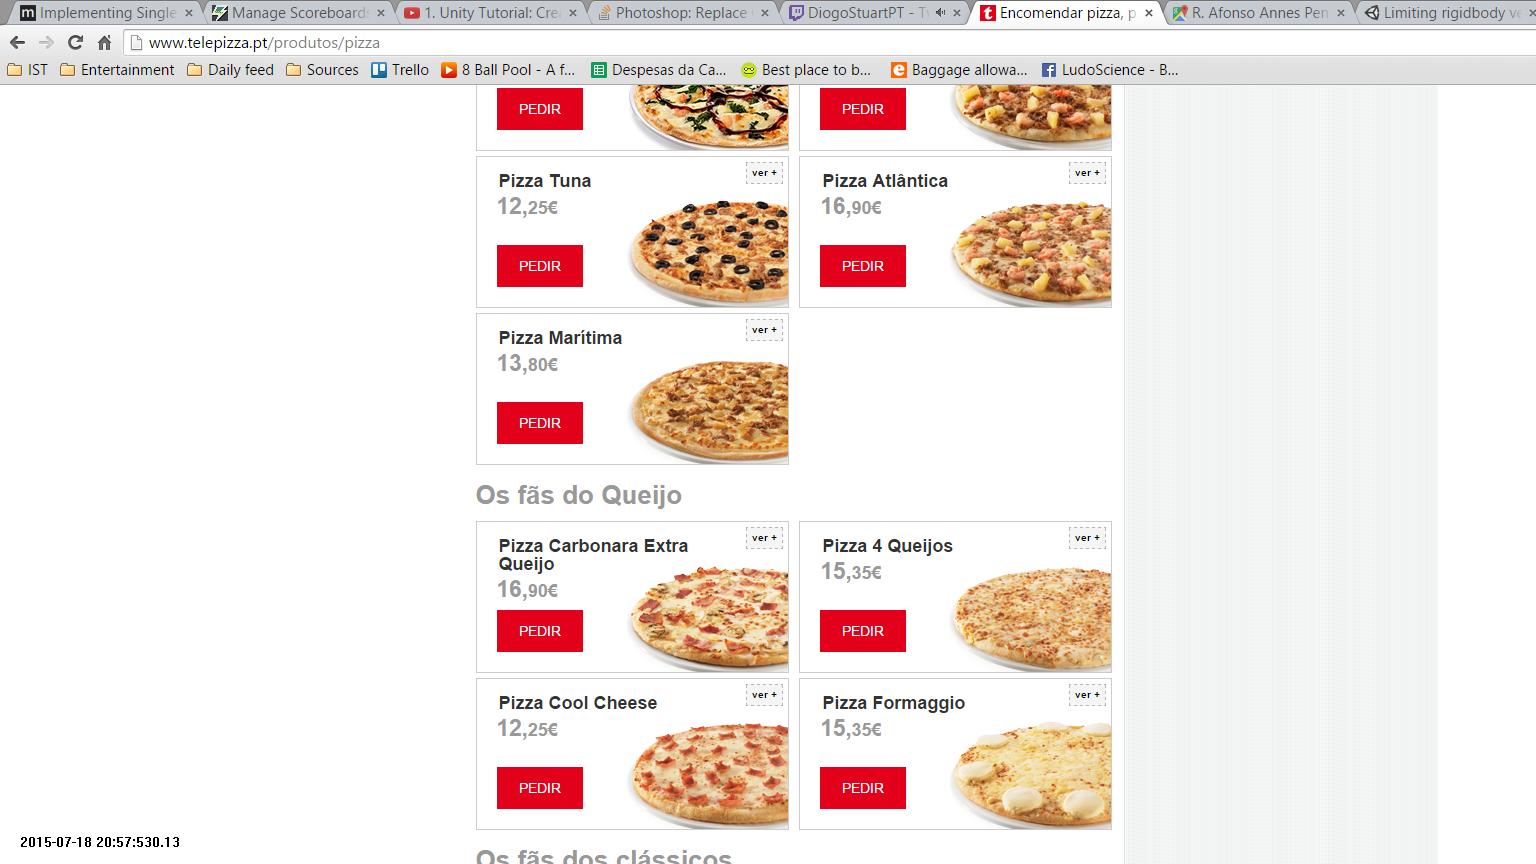 Implementing Single
Manage Scoreboards
1. Unity Tutorial: Cre
Photoshop: Replace
DiogoStuartPT - Tw
Encomendar pizza, p
R. Afonso Annes Pen
Limiting rigidbody ve
www.telepizza.pt/produtos/pizza
IST
Entertainment
Daily feed
Sources
Trello
8 Ball Pool - A f...
Despesas da Ca...
Best place to b...
Baggage allowa...
LudoScience - B...
PEDIR
PEDIR
Pizza Tuna
ver +
12,25€
PEDIR
Pizza Atlântica
ver +
16,90€
PEDIR
Pizza Marítima
ver +
13,80€
PEDIR
Os fãs do Queijo
Pizza Carbonara Extra
Queijo
ver +
16,90€
PEDIR
Pizza 4 Queijos
ver +
15,35€
PEDIR
Pizza Cool Cheese
ver +
12,25€
PEDIR
Pizza Formaggio
ver +
15,35€
PEDIR
Os fãs dos clássicos
2015-07-18 20:57:530.13